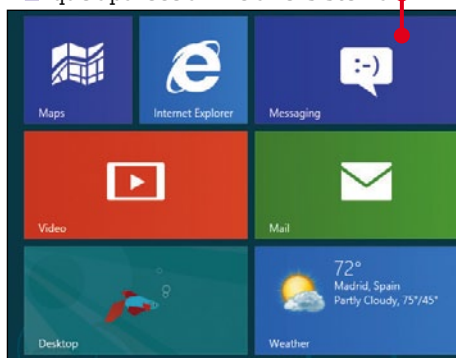 :-)
Maps Internet Explorer Messaging
Video Mail
72°
Madrid, Spain
Partly Cloudy, 75°/45°
Desktop Weather